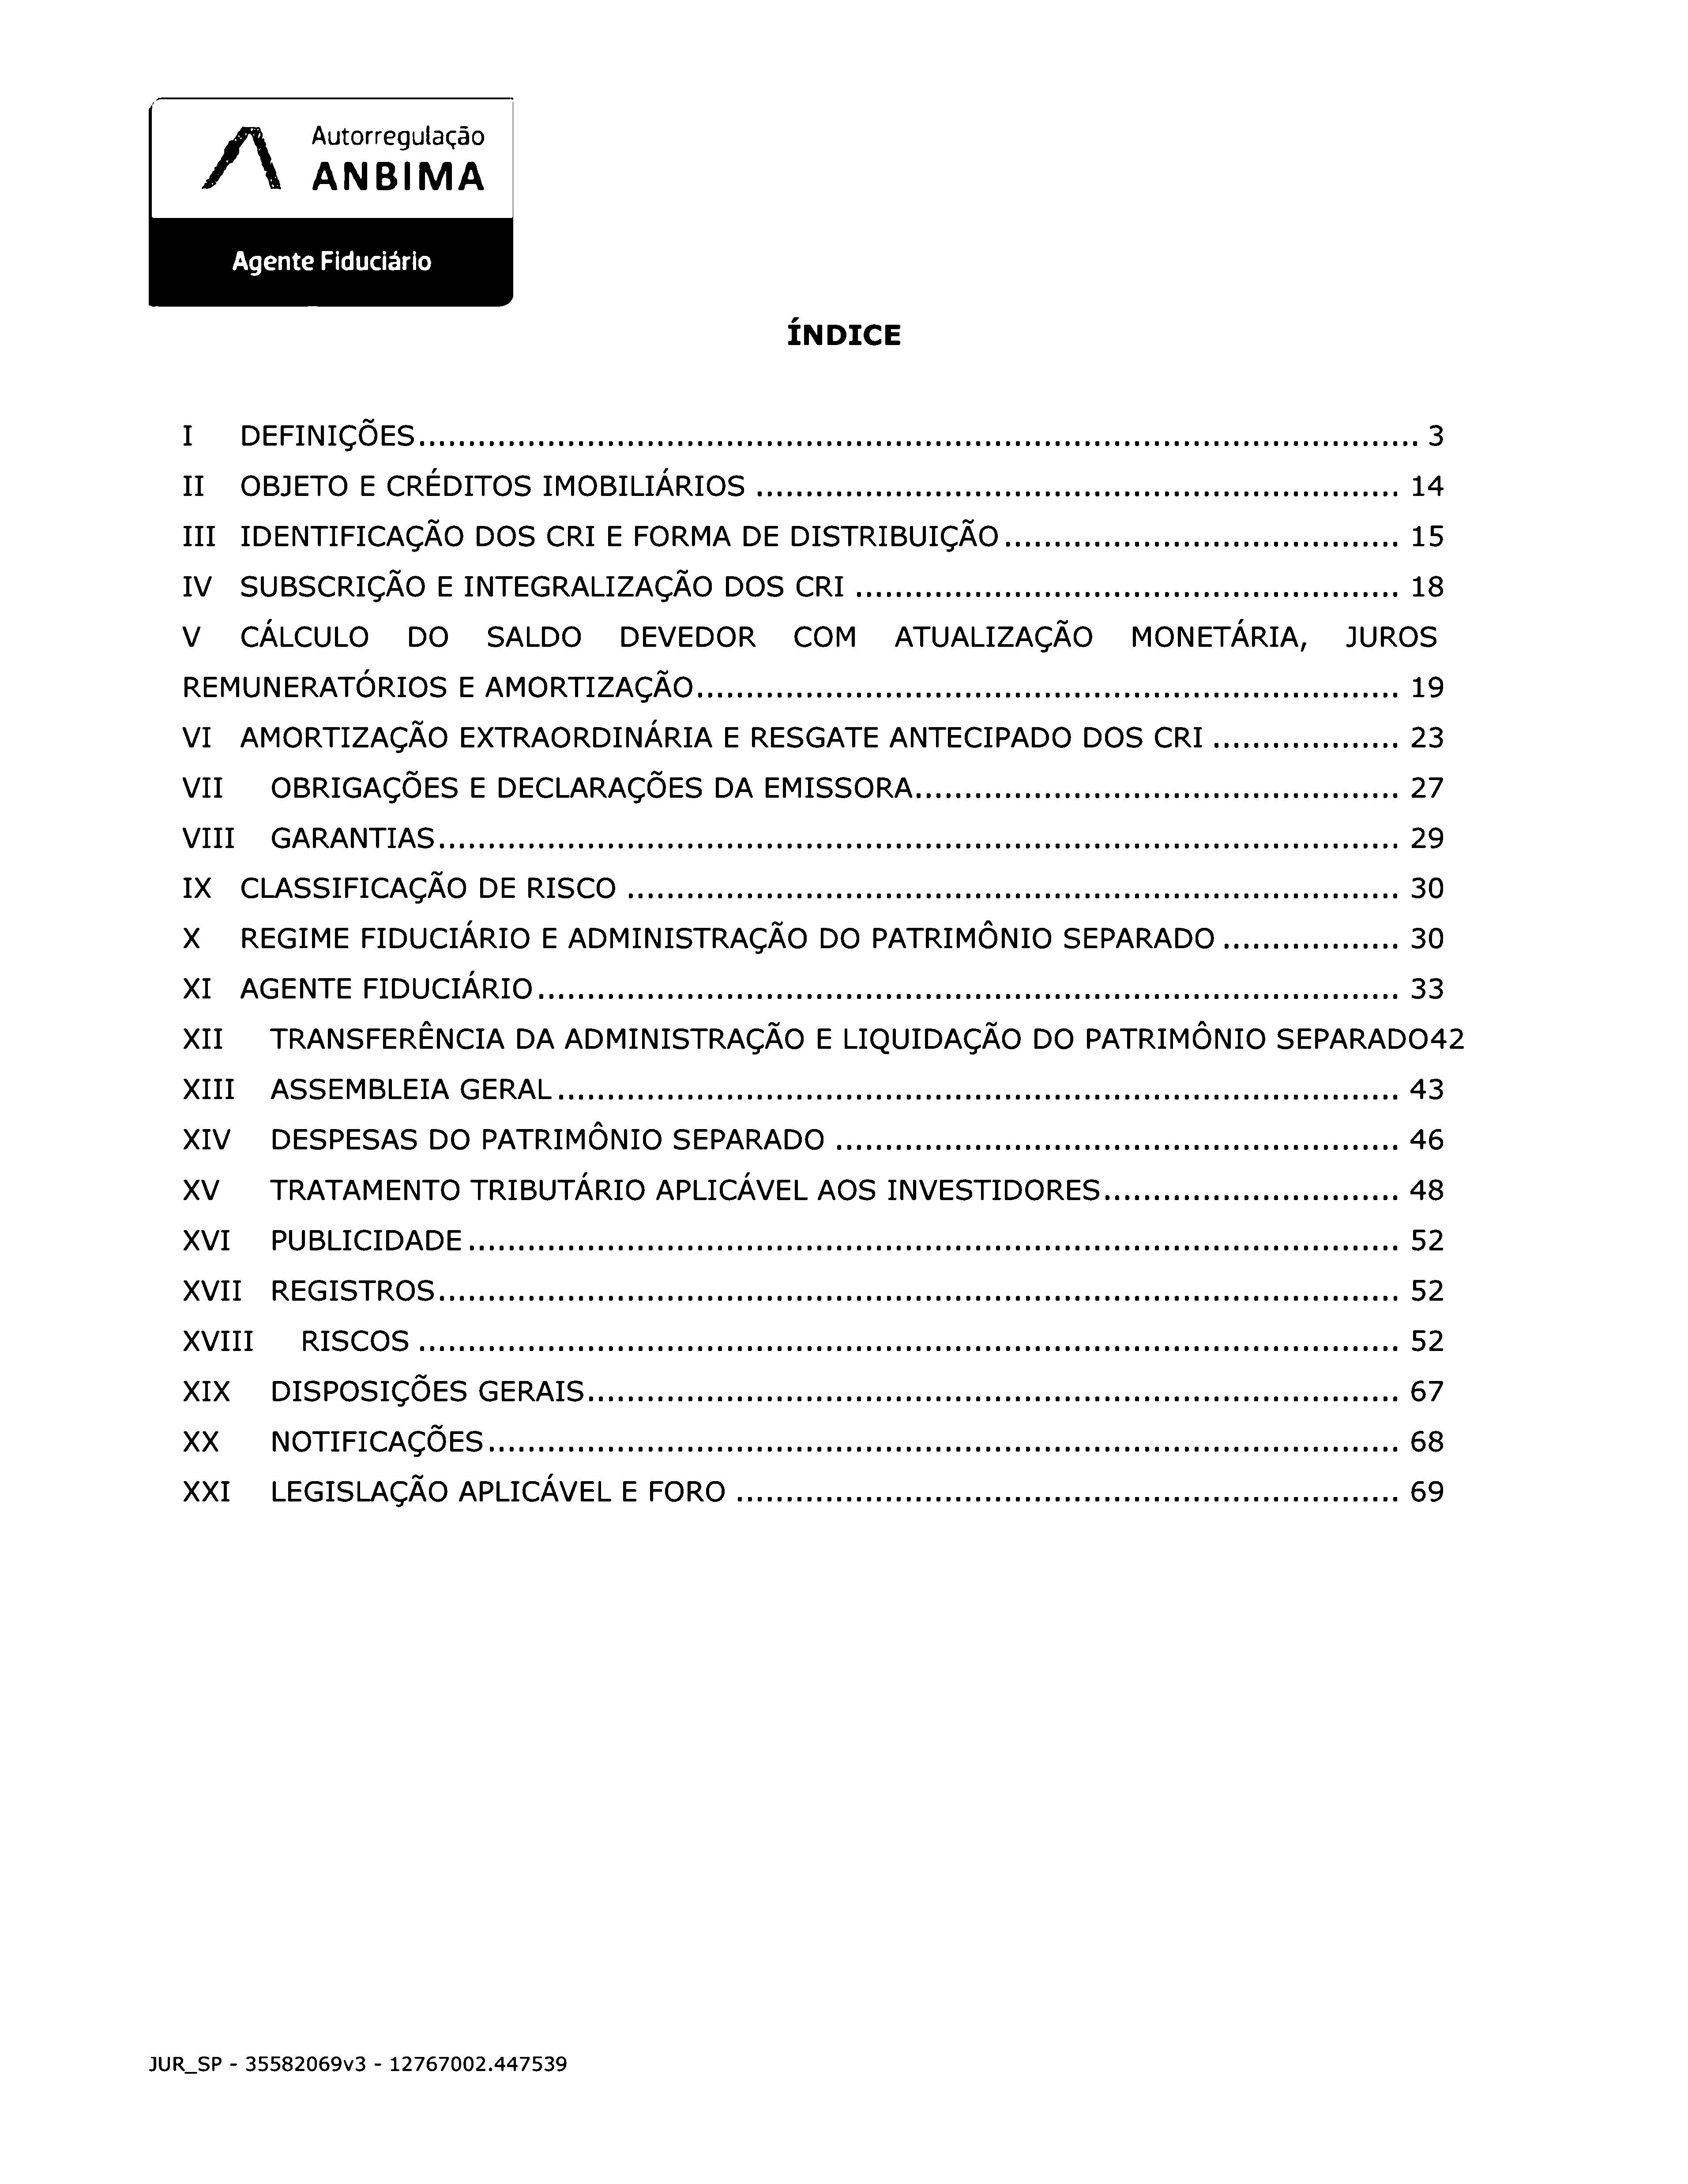 Autorregulação
ANBIMA
Agente Fiduciário
ÍNDICE
I DEFINIÇÕES.................................................................................................... 3
II OBJETO E CRÉDITOS IMOBILIÁRIOS ................................................................ 14
III IDENTIFICAÇÃO DOS CRI E FORMA DE DISTRIBUIÇÃO....................................... 15
IV SUBSCRIÇÃO E INTEGRALIZAÇÃO DOS CRI ...................................................... 18
V CÁLCULO DO SALDO DEVEDOR COM ATUALIZAÇÃO MONETÁRIA, JUROS
REMUNERATÓRIOS E AMORTIZAÇÃO...................................................................... 19
VI AMORTIZAÇÃO EXTRAORDINÁRIA E RESGATE ANTECIPADO DOS CRI ................... 23
VII OBRIGAÇÕES E DECLARAÇÕES DA EMISSORA................................................ 27
VIII GARANTIAS................................................................................................ 29
IX CLASSIFICAÇÃO DE RISCO ............................................................................. 30
X REGIME FIDUCIÁRIO E ADMINISTRAÇÃO DO PATRIMÔNIO SEPARADO .................. 30
XI AGENTE FIDUCIÁRIO...................................................................................... 33
XII TRANSFERÊNCIA DA ADMINISTRAÇÃO E LIQUIDAÇÃO DO PATRIMÔNIO SEPARADO42
XIII ASSEMBLEIA GERAL .................................................................................... 43
XIV DESPESAS DO PATRIMÔNIO SEPARADO ........................................................ 46
XV TRATAMENTO TRIBUTÁRIO APLICÁVEL AOS INVESTIDORES............................. 48
XVI PUBLICIDADE ............................................................................................. 52
XVII REGISTROS................................................................................................ 52
XVIII RISCOS .................................................................................................. 52
XIX DISPOSIÇÕES GERAIS................................................................................. 67
XX NOTIFICAÇÕES........................................................................................... 68
XXI LEGISLAÇÃO APLICÁVEL E FORO .................................................................. 69
JUR_SP - 35582069v3 - 12767002.447539